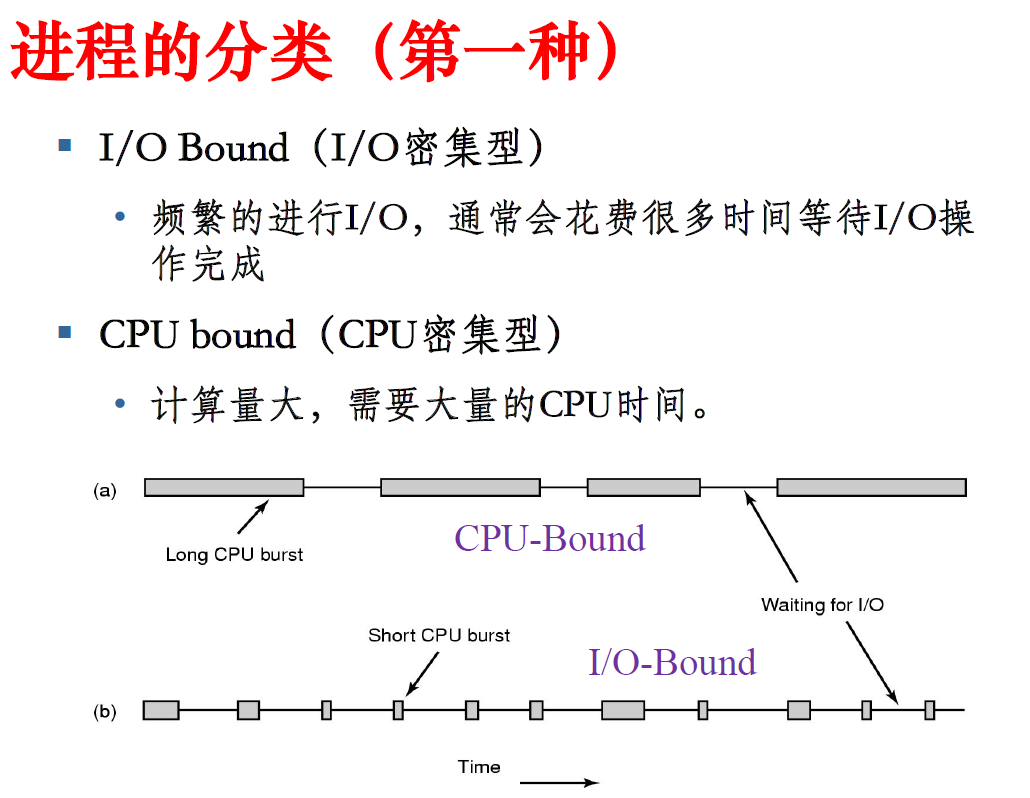 进程的分类（第一种）
I/O Bound（I/O密集型）
频繁的进行I/O，通常会花费很多时间等待I/O操
作完成
CPU bound（CPU密集型）
计算量大，需要大量的CPU时间。
(a)
Long CPU burst
CPU-Bound
Waiting for I/O
Short CPU burst
I/O-Bound
(b)
Time